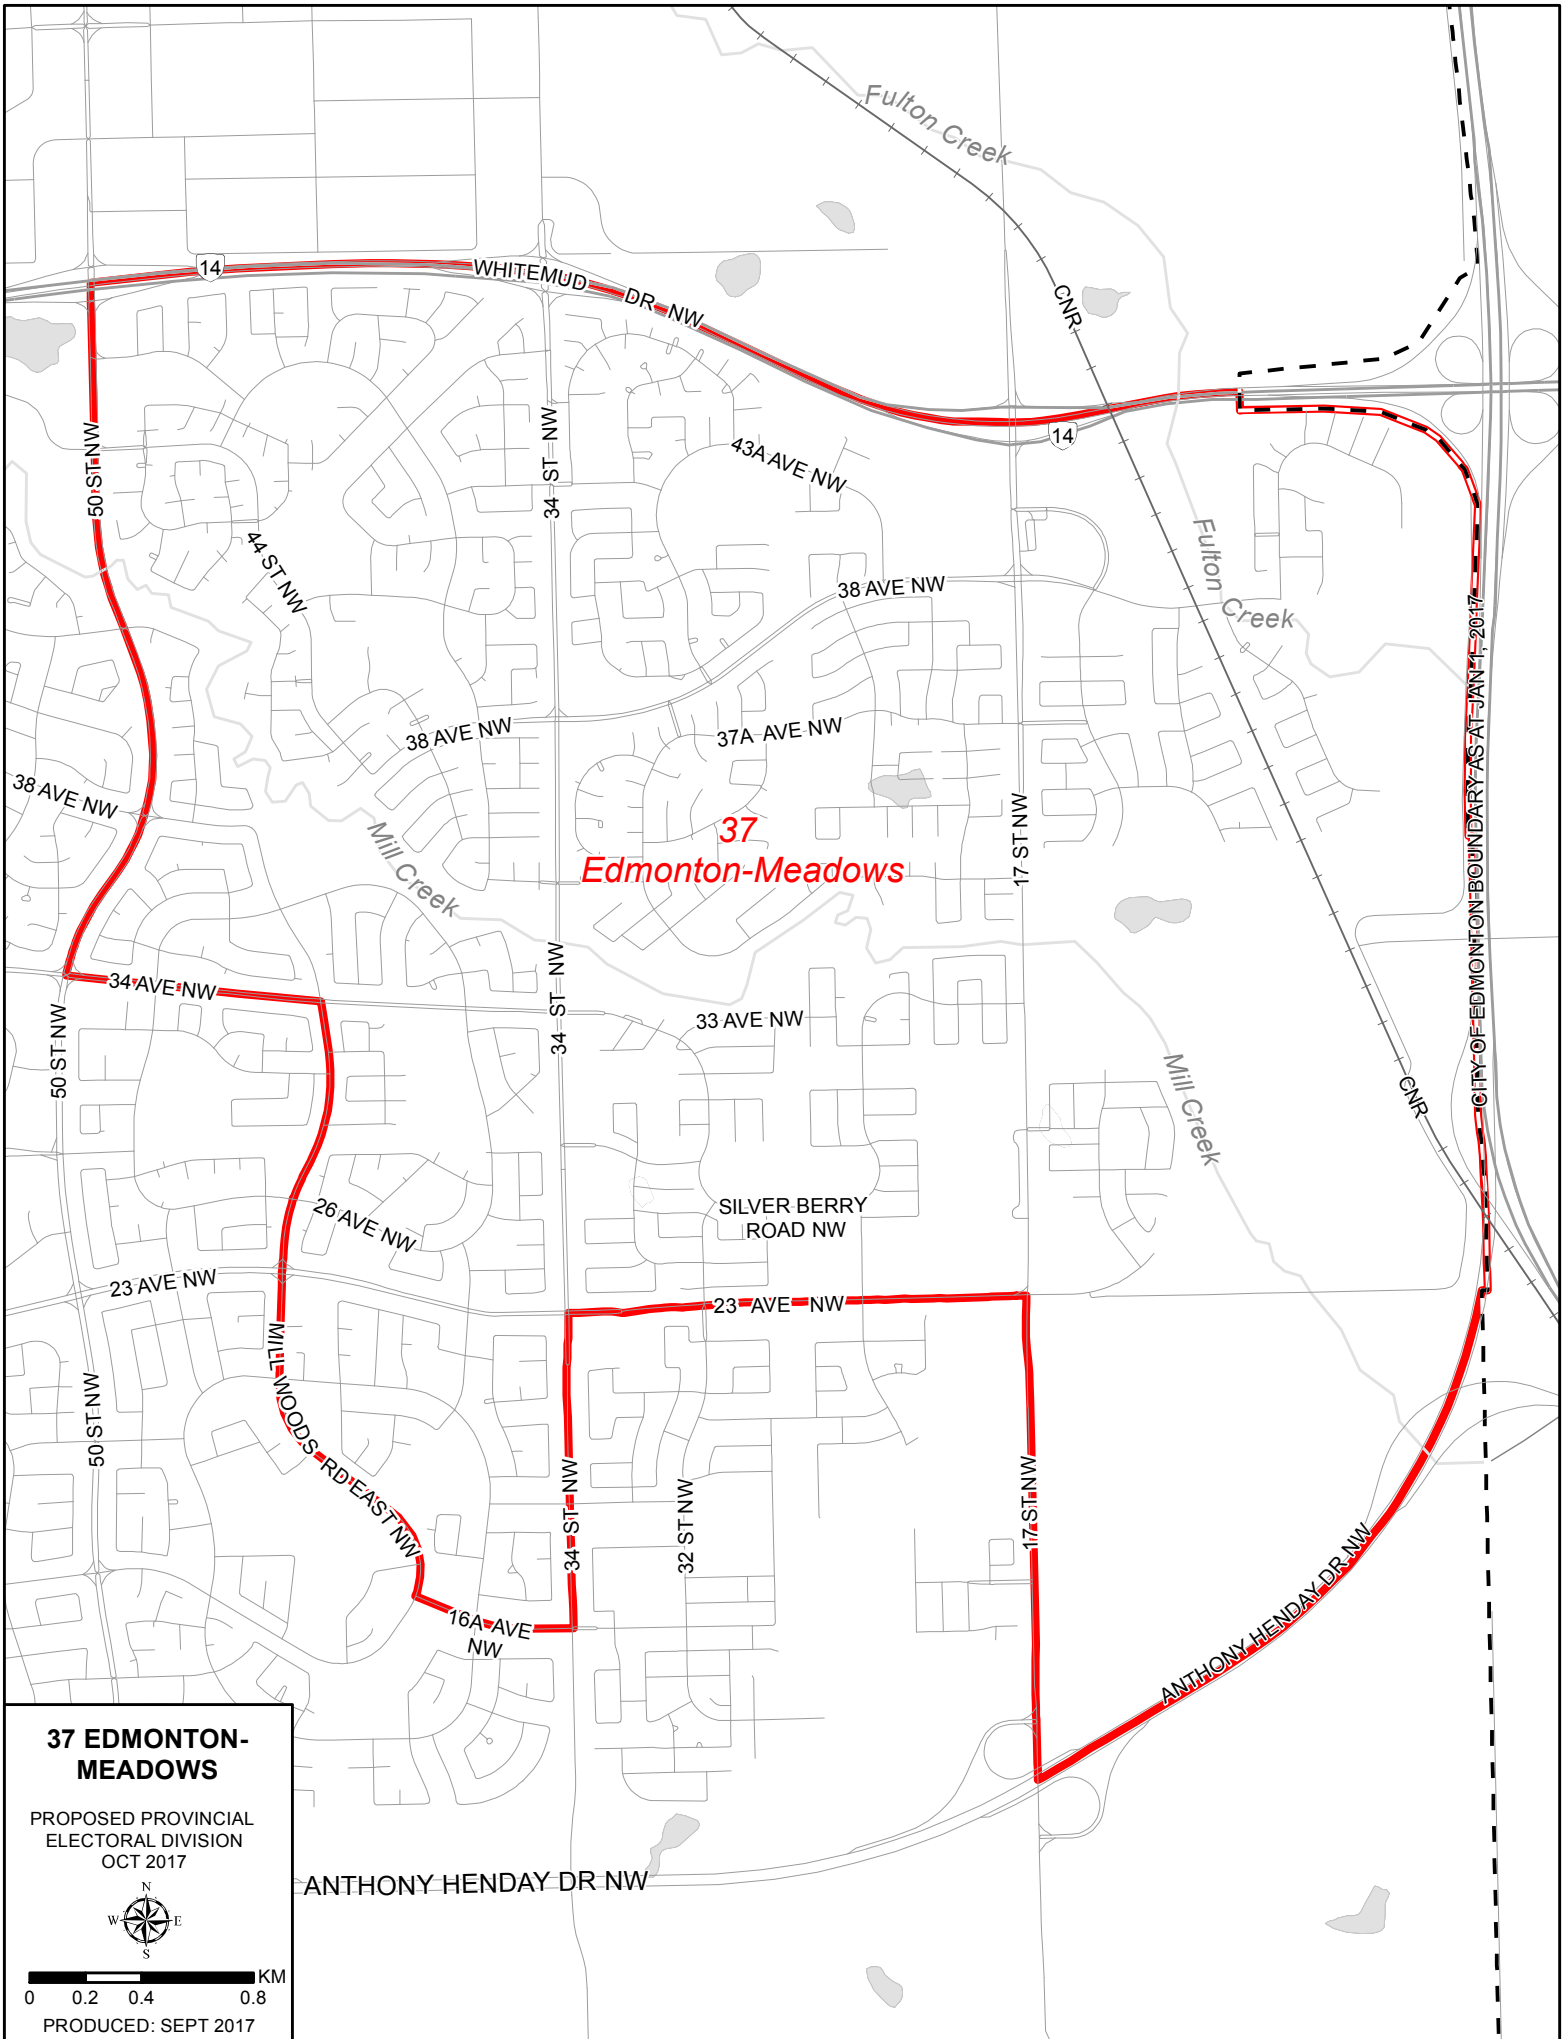 Fulton Creek
14
WHITEMUD DR NW
CNR
14
50 ST NW
34 ST NW
43A AVE NW
44 ST NW
38 AVE NW
Fulton
Creek
CITY OF EDMONTON BOUNDARY AS AT JAN 1, 2017
38 AVE NW
37A AVE NW
38 AVE NW
17 ST NW
37
Edmonton-Meadows
Mill Creek
34 AVE NW
34 ST NW
33 AVE NW
50 ST NW
Mill Creek
CNR
26 AVE NW
SILVER BERRY
ROAD NW
23 AVE NW
23 AVE NW
MILL WOODS RD EAST NW
50 ST NW
34 ST NW
32 ST NW
17 ST NW
ANTHONY HENDAY DR NW
16A AVE
NW
ANTHONY HENDAY DR NW
37 EDMONTON-
MEADOWS
PROPOSED PROVINCIAL
ELECTORAL DIVISION
OCT 2017
N
W E
S
KM
0 0.2 0.4 0.8
PRODUCED: SEPT 2017